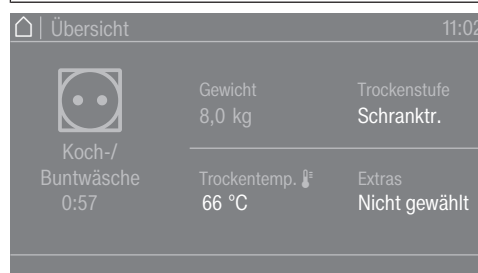 Übersicht
11:02
Gewicht
8,0 kg
Trockenstufe
Schranktr.
Koch-/
Buntwäsche
0:57
Trockentemp.
66 °C
Extras
Nicht gewählt